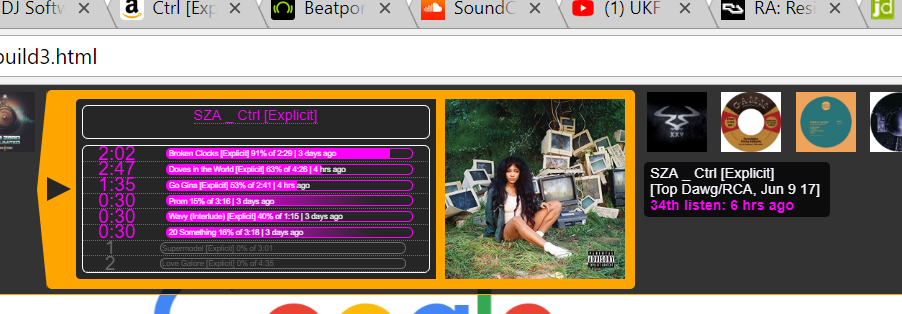 DJ Softw
Ctrl [Exp
Beatpor
SoundC
(1) UKF
RA: Resi
jd
build3.html
SZA _ Ctrl [Explicit]
2:02 Broken Clocks [Explicit] 91% of 2:29 | 3 days ago
2:47 Doves in the World [Explicit] 63% of 4:26 | 4 hrs ago
1:35 Go Gina [Explicit] 53% of 2:41 | 4 hrs ago
0:30 Prom 15% of 3:16 | 3 days ago
0:30 Wavy (Interlude) [Explicit] 40% of 1:15 | 3 days ago
0:30 20 Something 16% of 3:18 | 3 days ago
1 Supermodel [Explicit] 0% of 3:01
2 Love Galore [Explicit] 0% of 4:35
SZA _ Ctrl [Explicit]
[Top Dawg/RCA, Jun 9 17]
34th listen: 6 hrs ago
XXV